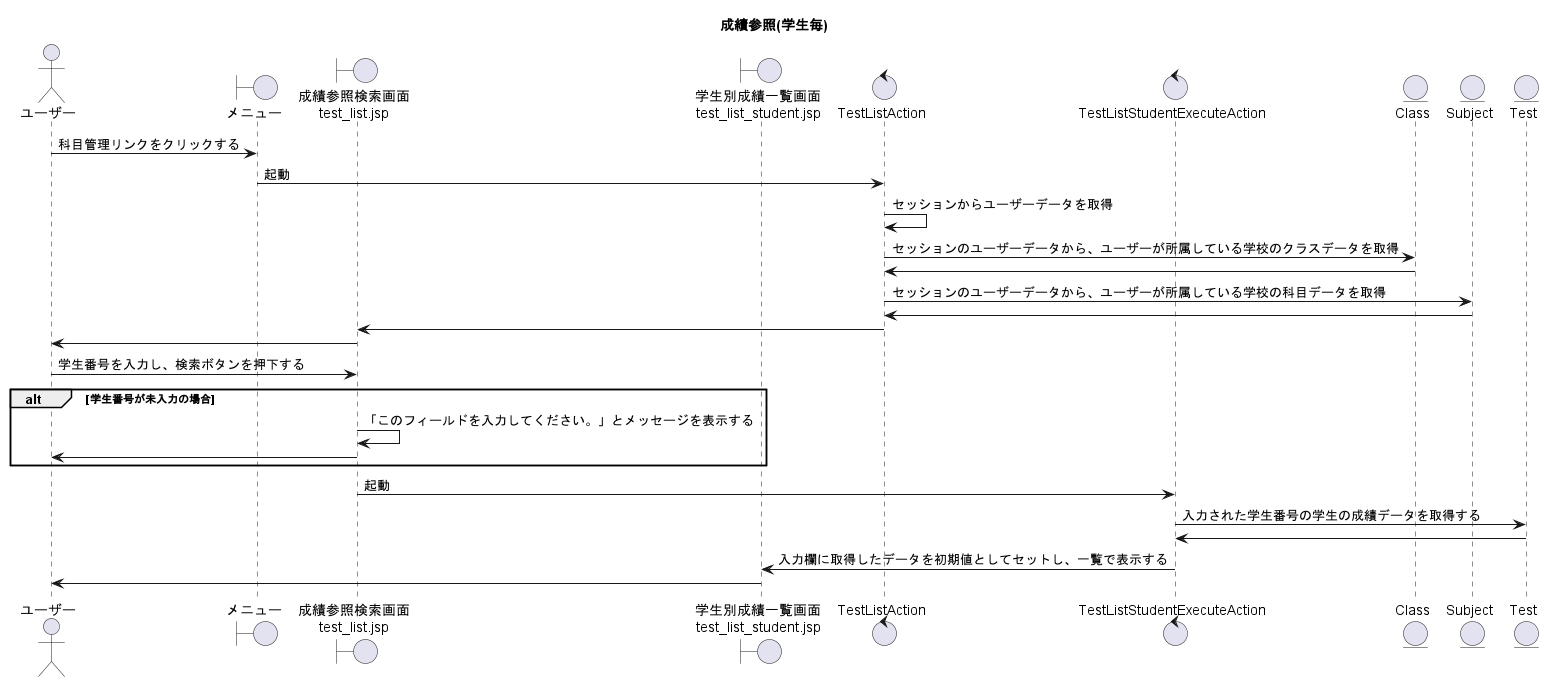 成績参照(学生毎)
ユーザー
メニュー
成績参照検索画面
test_list.jsp
学生別成績一覧画面
test_list_student.jsp
TestListAction
TestListStudentExecuteAction
Class
Subject
Test
科目管理リンクをクリックする
起動
セッションからユーザーデータを取得
セッションのユーザーデータから、ユーザーが所属している学校のクラスデータを取得
セッションのユーザーデータから、ユーザーが所属している学校の科目データを取得
学生番号を入力し、検索ボタンを押下する
alt
[学生番号が未入力の場合]
「このフィールドを入力してください。」とメッセージを表示する
起動
入力された学生番号の学生の成績データを取得する
入力欄に取得したデータを初期値としてセットし、一覧で表示する
ユーザー
メニュー
成績参照検索画面
test_list.jsp
学生別成績一覧画面
test_list_student.jsp
TestListAction
TestListStudentExecuteAction
Class
Subject
Test